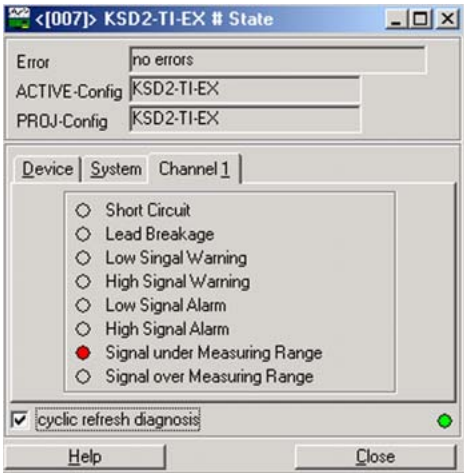 <[007]> KSD2-TI-EX # State
Error no errors
ACTIVE-Config KSD2-TI-EX
PROJ-Config KSD2-TI-EX
Device System Channel 1
Short Circuit
Lead Breakage
Low Singal Warning
High Signal Warning
Low Signal Alarm
High Signal Alarm
Signal under Measuring Range
Signal over Measuring Range
cyclic refresh diagnosis
Help Close